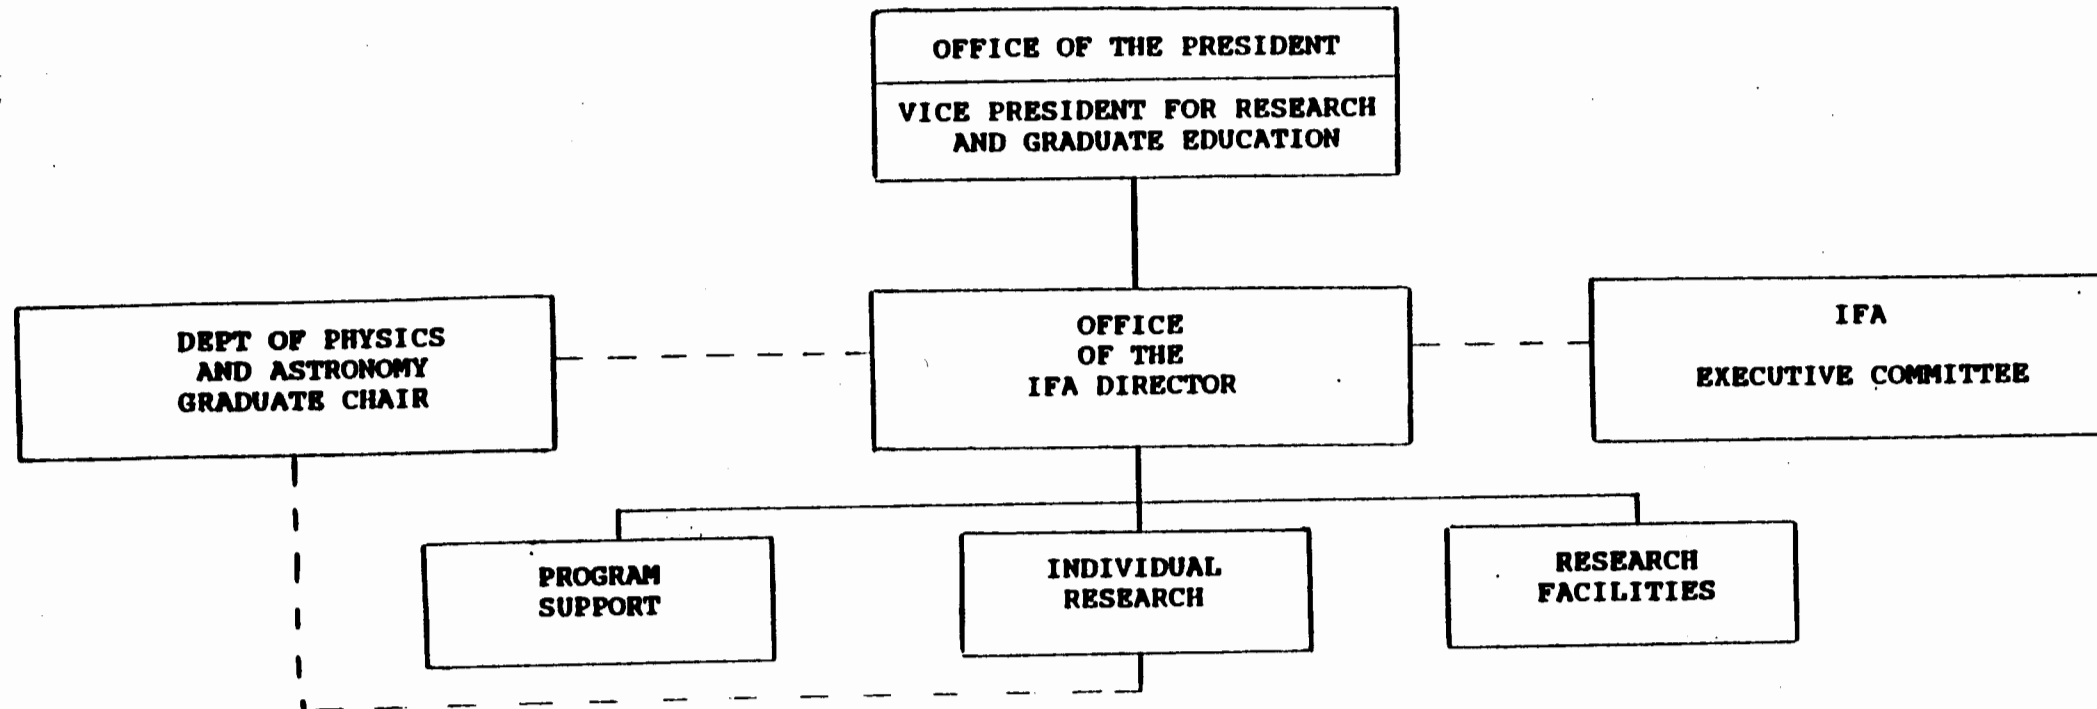 OFFICE OF THE PRESIDENT
VICE PRESIDENT FOR RESEARCH
AND GRADUATE EDUCATION
DEPT OF PHYSICS
AND ASTRONOMY
GRADUATE CHAIR
OFFICE
OF THE
IFA DIRECTOR
IFA
EXECUTIVE COMMITTEE
PROGRAM
SUPPORT
INDIVIDUAL
RESEARCH
RESEARCH
FACILITIES